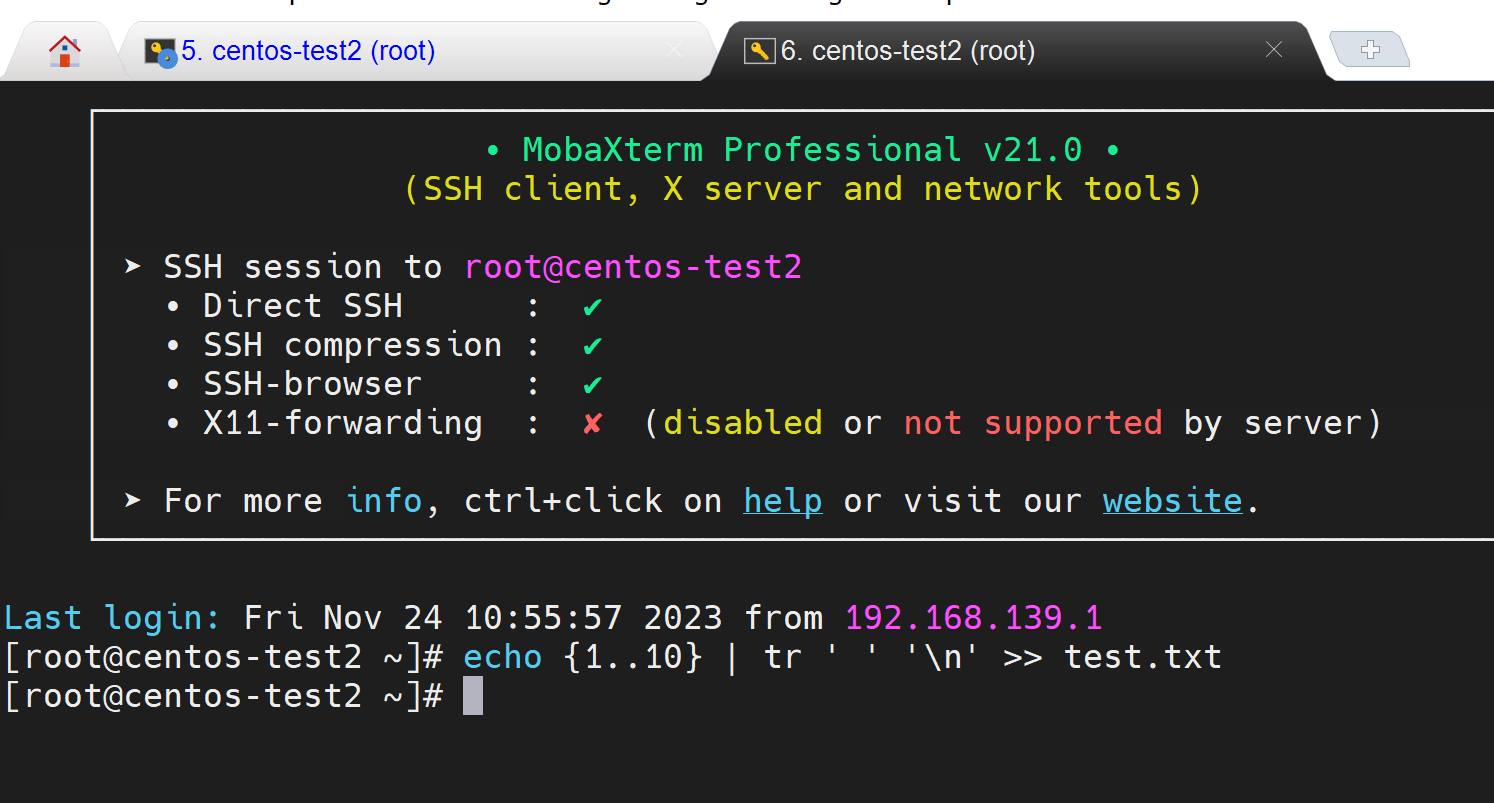 5. centos-test2 (root)
6. centos-test2 (root)
• MobaXterm Professional v21.0 •
(SSH client, X server and network tools)
➤ SSH session to root@centos-test2
• Direct SSH : ✔
• SSH compression : ✔
• SSH-browser : ✔
• X11-forwarding : ✘ (disabled or not supported by server)
➤ For more info, ctrl+click on help or visit our website.
Last login: Fri Nov 24 10:55:57 2023 from 192.168.139.1
[root@centos-test2 ~]# echo {1..10} | tr ' ' '\n' >> test.txt
[root@centos-test2 ~]#